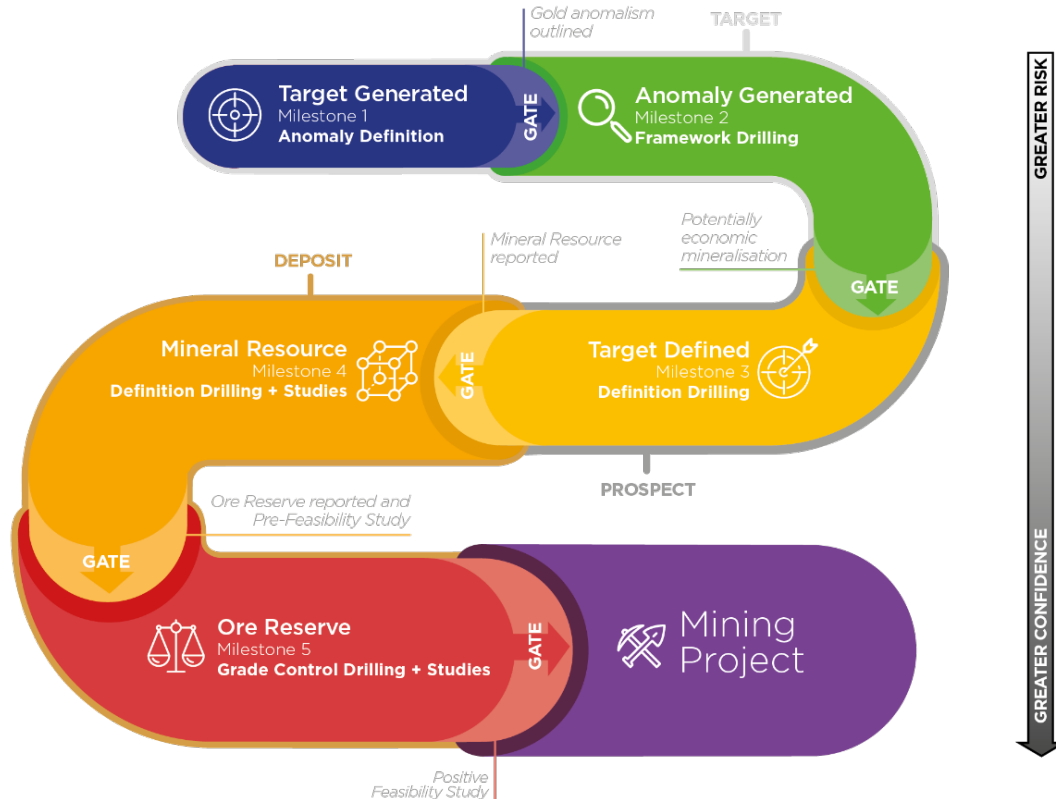 Gold anomalism
outlined
TARGET
Target Generated
Milestone 1
Anomaly Definition
GATE
Anomaly Generated
Milestone 2
Framework Drilling
GREATER RISK
Potentially
economic
mineralisation
GATE
Mineral Resource
reported
DEPOSIT
Target Defined
Milestone 3
Definition Drilling
GATE
Mineral Resource
Milestone 4
Definition Drilling + Studies
PROSPECT
Ore Reserve reported and
Pre-Feasibility Study
GATE
Ore Reserve
Milestone 5
Grade Control Drilling + Studies
GATE
Mining
Project
GREATER CONFIDENCE
Positive
Feasibility Study